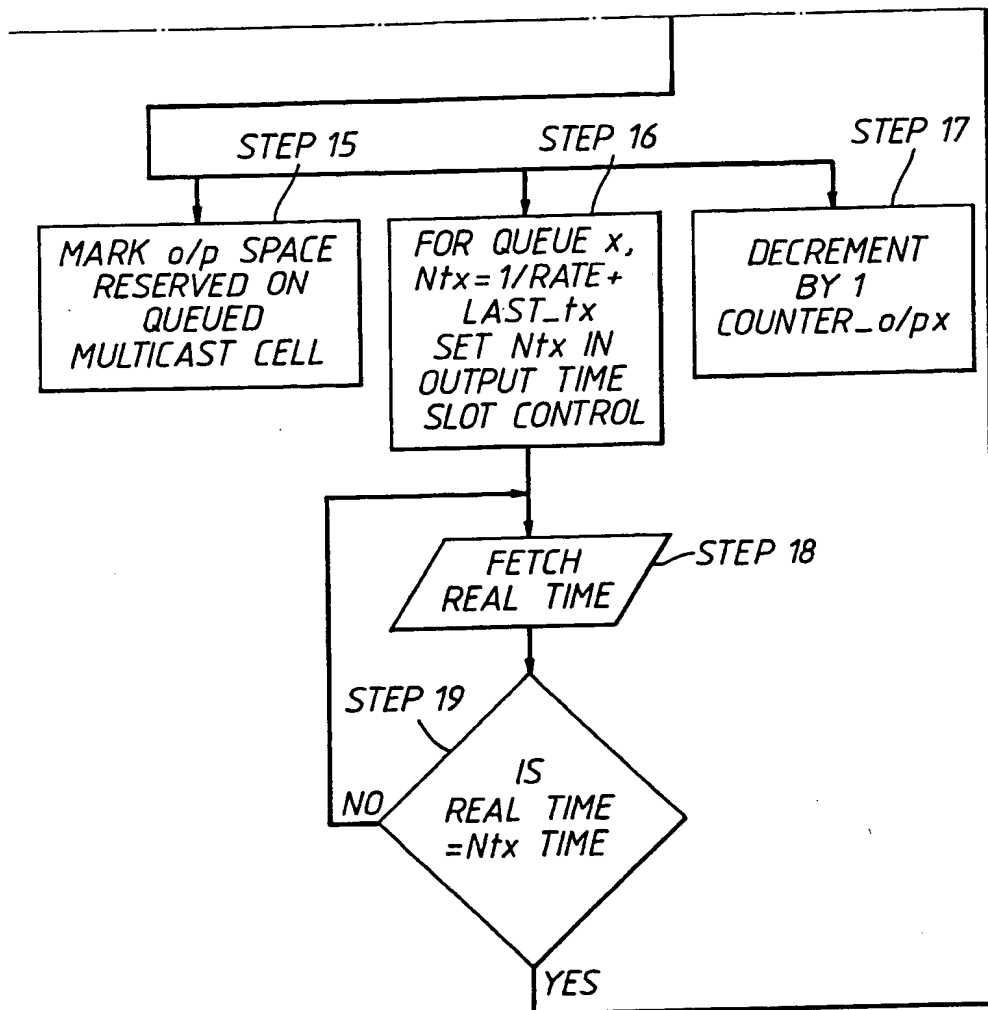 STEP 15
STEP 16
STEP 17
MARK o/p SPACE
RESERVED ON
QUEUED
MULTICAST CELL
FOR QUEUE x,
Ntx=1/RATE+
LAST_tx
SET Ntx IN
OUTPUT TIME
SLOT CONTROL
DECREMENT
BY 1
COUNTER_o/px
FETCH
REAL TIME
STEP 18
STEP 19
IS
REAL TIME
=Ntx TIME
NO
YES